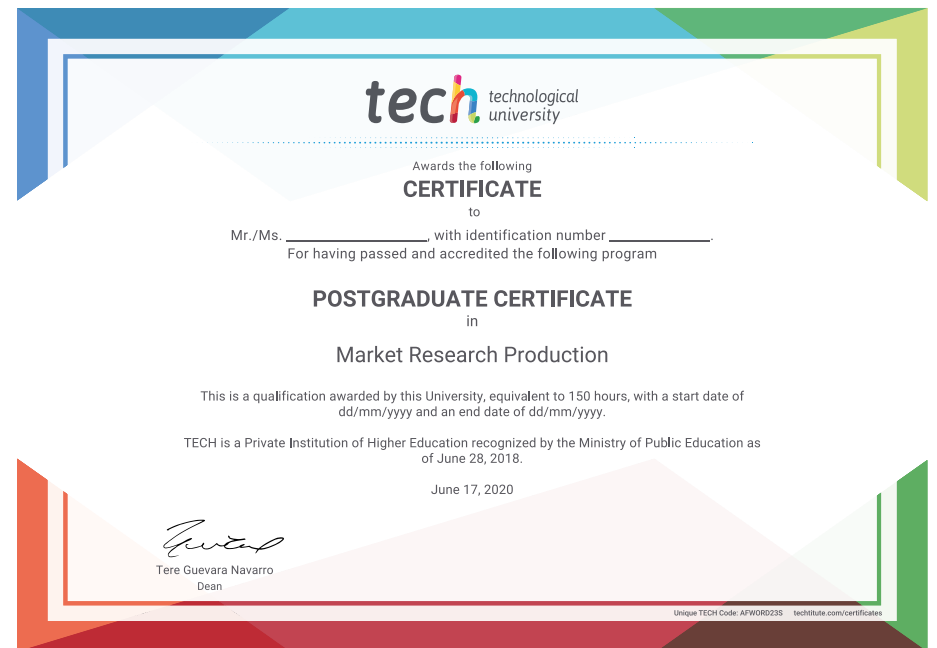 tech technological
university
Awards the following
CERTIFICATE
to
Mr./Ms. ____________________, with identification number ______________.
For having passed and accredited the following program
POSTGRADUATE CERTIFICATE
in
Market Research Production
This is a qualification awarded by this University, equivalent to 150 hours, with a start date of
dd/mm/yyyy and an end date of dd/mm/yyyy.
TECH is a Private Institution of Higher Education recognized by the Ministry of Public Education as
of June 28, 2018.
June 17, 2020
Tere Guevara Navarro
Dean
Unique TECH Code: AFWORD23S techtitute.com/certificates